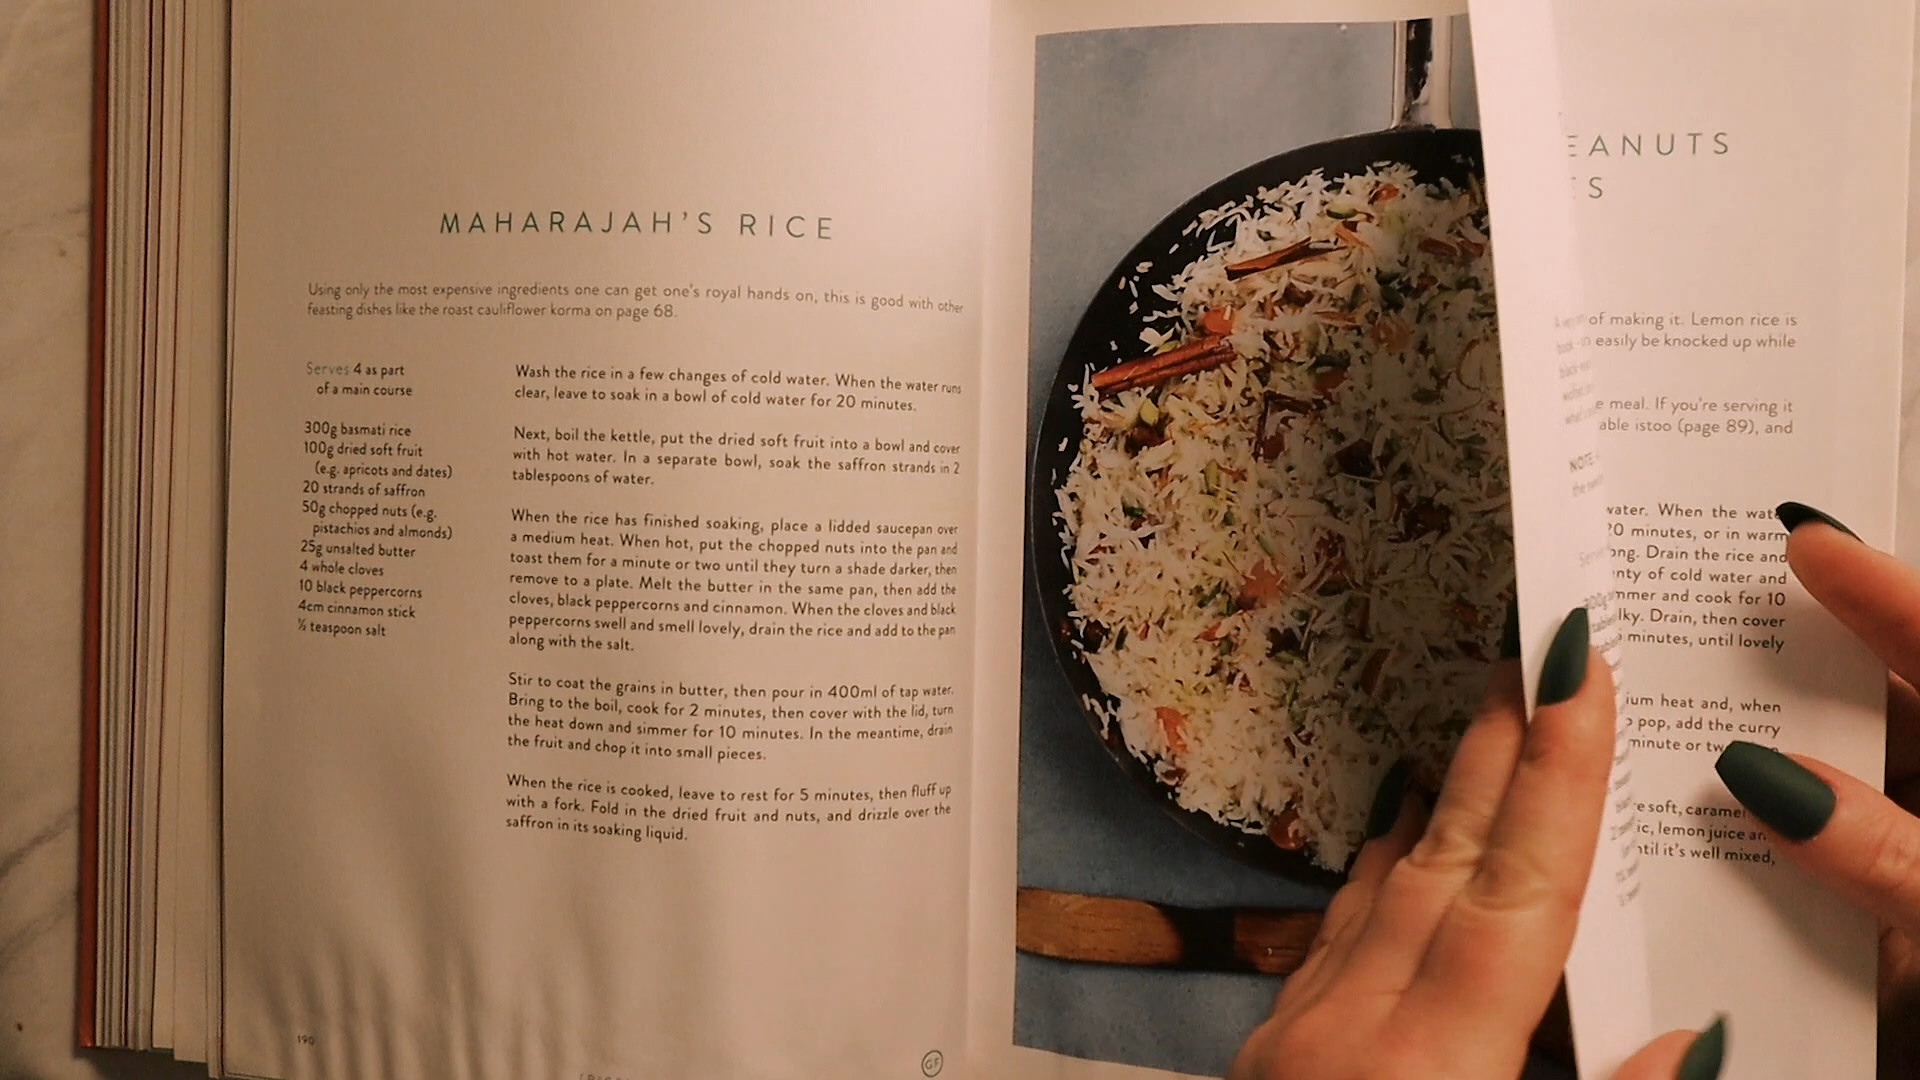 MAHARAJAH'S RICE
Using only the most expensive ingredients one can get one's royal hands on, this is good with other
feasting dishes like the roast cauliflower korma on page 68.
Serves 4 as part
of a main course
300g basmati rice
100g dried soft fruit
(e.g. apricots and dates)
20 strands of saffron
50g chopped nuts (e.g.
pistachios and almonds)
25g unsalted butter
4 whole cloves
10 black peppercorns
4cm cinnamon stick
½ teaspoon salt
Wash the rice in a few changes of cold water. When the water runs
clear, leave to soak in a bowl of cold water for 20 minutes.
Next, boil the kettle, put the dried soft fruit into a bowl and cover
with hot water. In a separate bowl, soak the saffron strands in 2
tablespoons of water.
When the rice has finished soaking, place a lidded saucepan over
a medium heat. When hot, put the chopped nuts into the pan and
toast them for a minute or two until they turn a shade darker, then
remove to a plate. Melt the butter in the same pan, then add the
cloves, black peppercorns and cinnamon. When the cloves and black
peppercorns swell and smell lovely, drain the rice and add to the pan
along with the salt.
Stir to coat the grains in butter, then pour in 400ml of tap water.
Bring to the boil, cook for 2 minutes, then cover with the lid, turn
the heat down and simmer for 10 minutes. In the meantime, drain
the fruit and chop it into small pieces.
When the rice is cooked, leave to rest for 5 minutes, then fluff up
with a fork. Fold in the dried fruit and nuts, and drizzle over the
saffron in its soaking liquid.
190
GF
EANUTS
ES
of making it. Lemon rice is
easily be knocked up while
meal. If you're serving it
able istoo (page 89), and
NOTE
water. When the
20 minutes, or in warm
Drain the rice and
of cold water and
and cook for 10
Drain, then cover
minutes, until lovely
heat and, when
pop, add the curry
minute or
soft,
lemon juice
until it's well mixed,